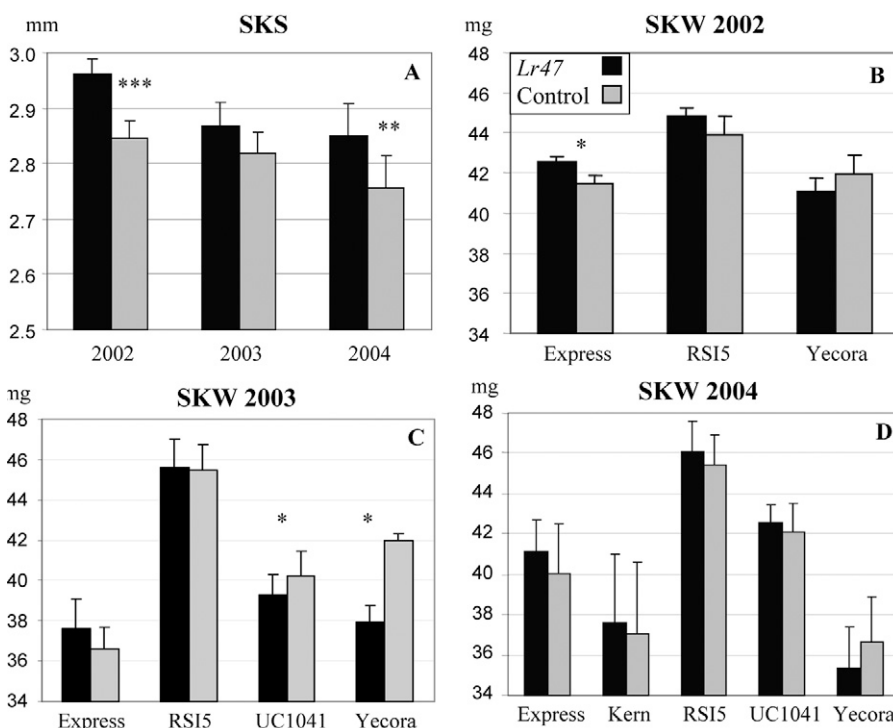 mm
SKS
3.0
2.9
2.8
2.7
2.6
2.5
A
***
**
2002 2003 2004
mg
SKW 2002
48
46
44
42
40
38
36
34
Lr47
Control
B
*
Express RSI5 Yecora
mg
SKW 2003
48
46
44
42
40
38
36
34
C
* *
Express RSI5 UC1041 Yecora
mg
SKW 2004
48
46
44
42
40
38
36
34
D
Express Kern RSI5 UC1041 Yecora